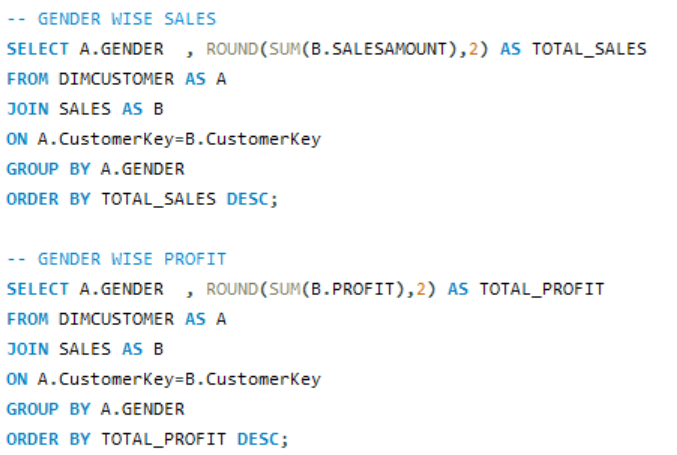 -- GENDER WISE SALES
SELECT A.GENDER  , ROUND(SUM(B.SALESAMOUNT),2) AS TOTAL_SALES
FROM DIMCUSTOMER AS A
JOIN SALES AS B
ON A.CustomerKey=B.CustomerKey
GROUP BY A.GENDER
ORDER BY TOTAL_SALES DESC;

-- GENDER WISE PROFIT
SELECT A.GENDER  , ROUND(SUM(B.PROFIT),2) AS TOTAL_PROFIT
FROM DIMCUSTOMER AS A
JOIN SALES AS B
ON A.CustomerKey=B.CustomerKey
GROUP BY A.GENDER
ORDER BY TOTAL_PROFIT DESC;